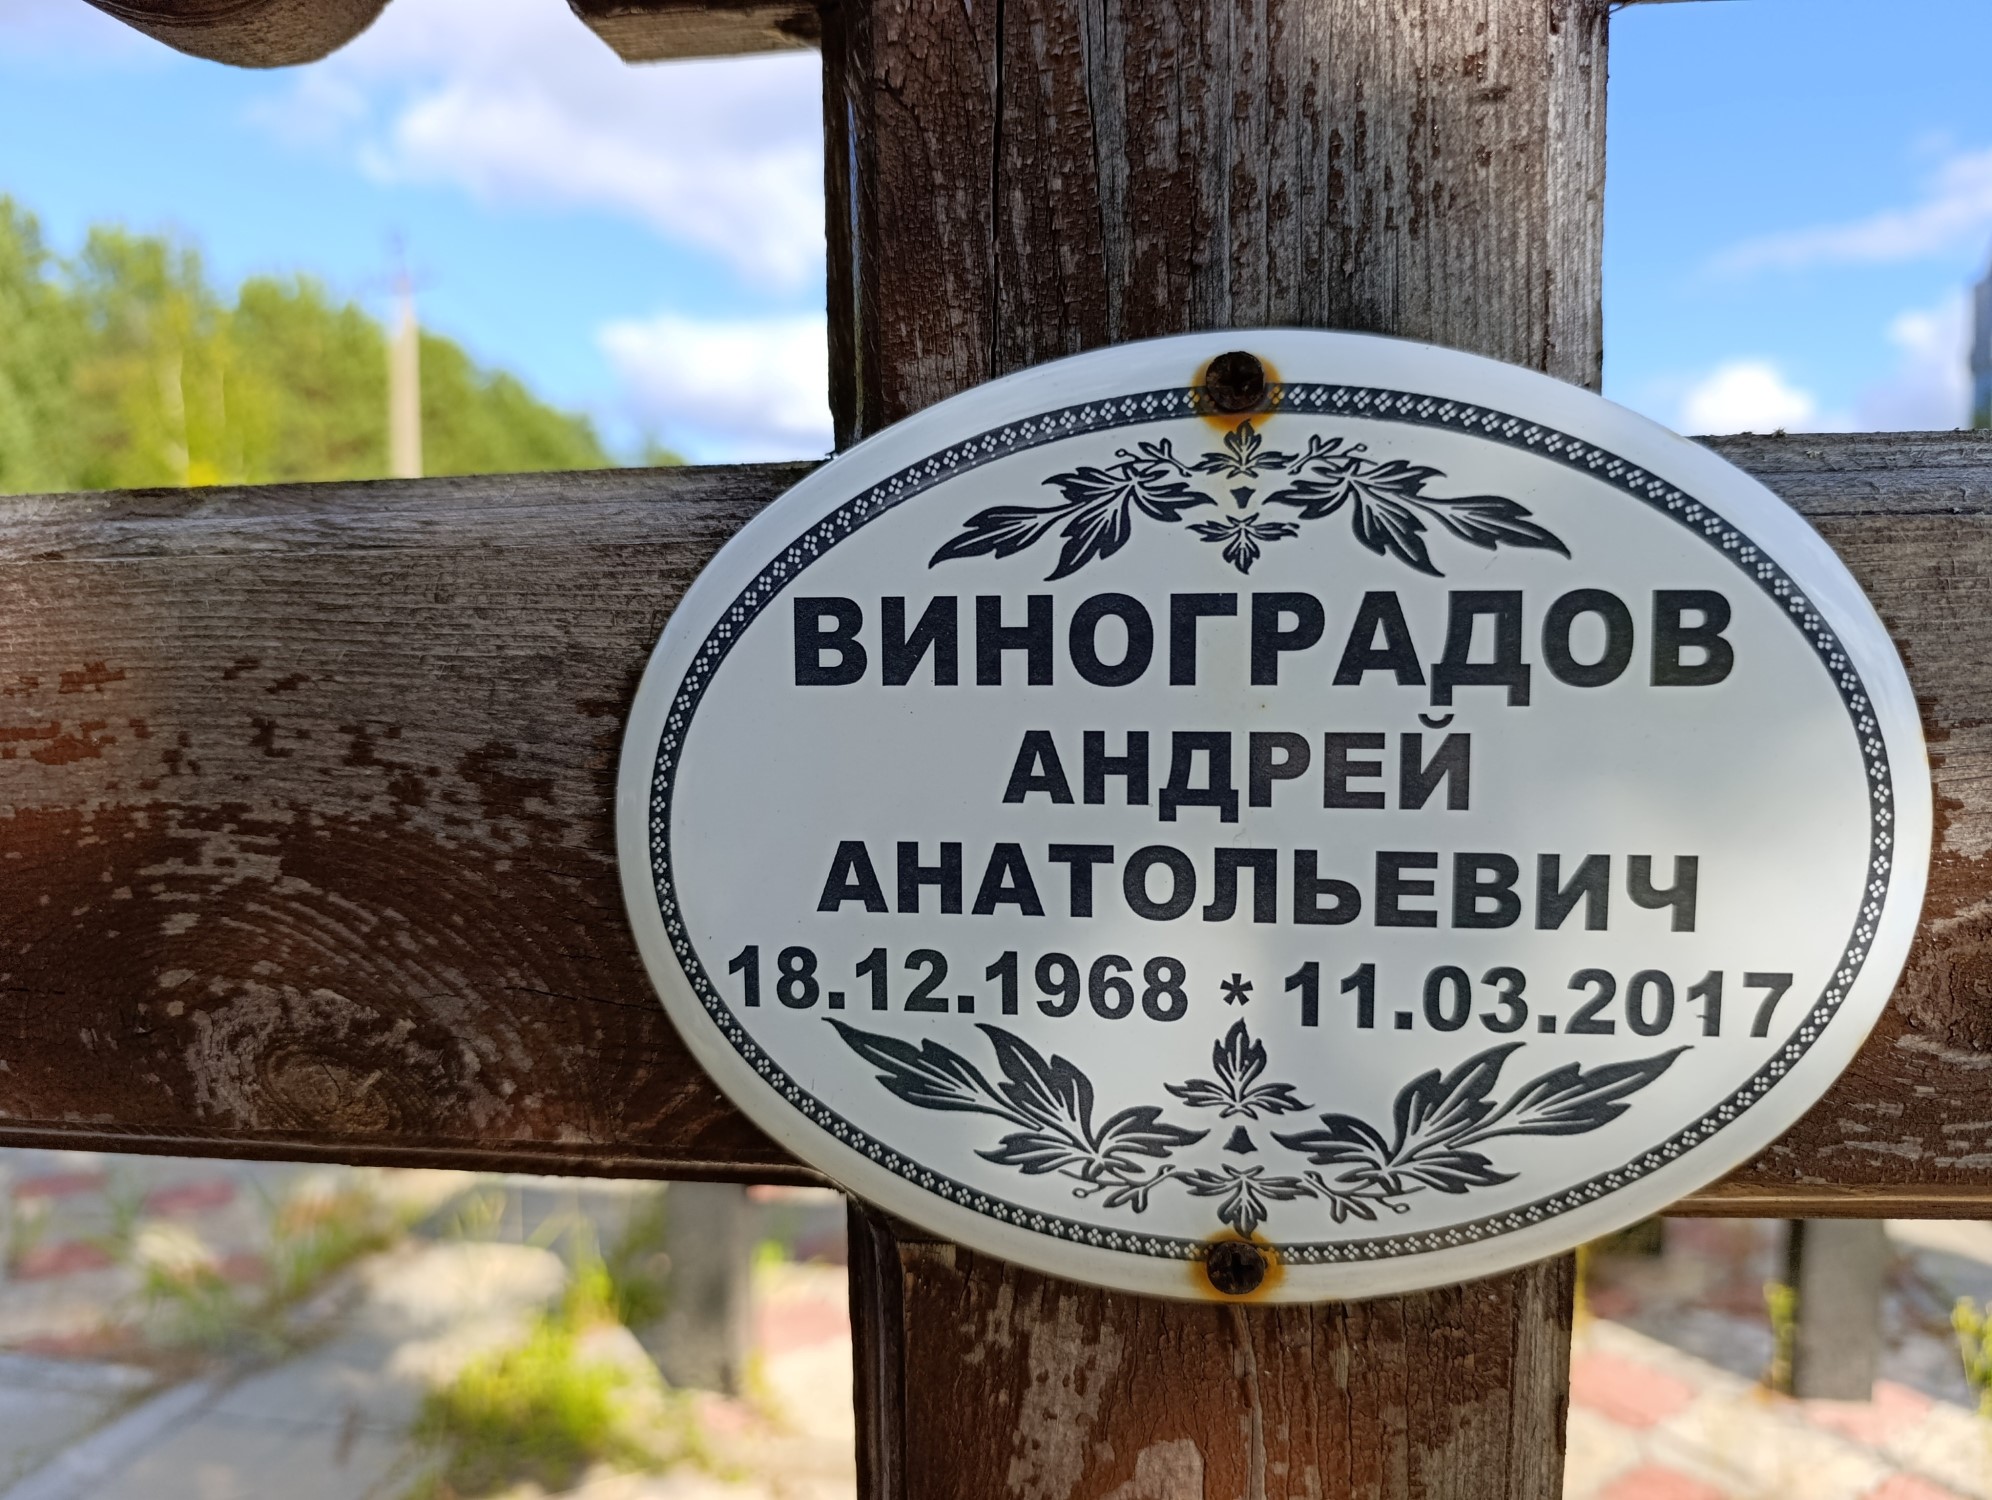 ВИНОГРАДОВ
АНДРЕЙ
АНАТОЛЬЕВИЧ
18.12.1968 * 11.03.2017